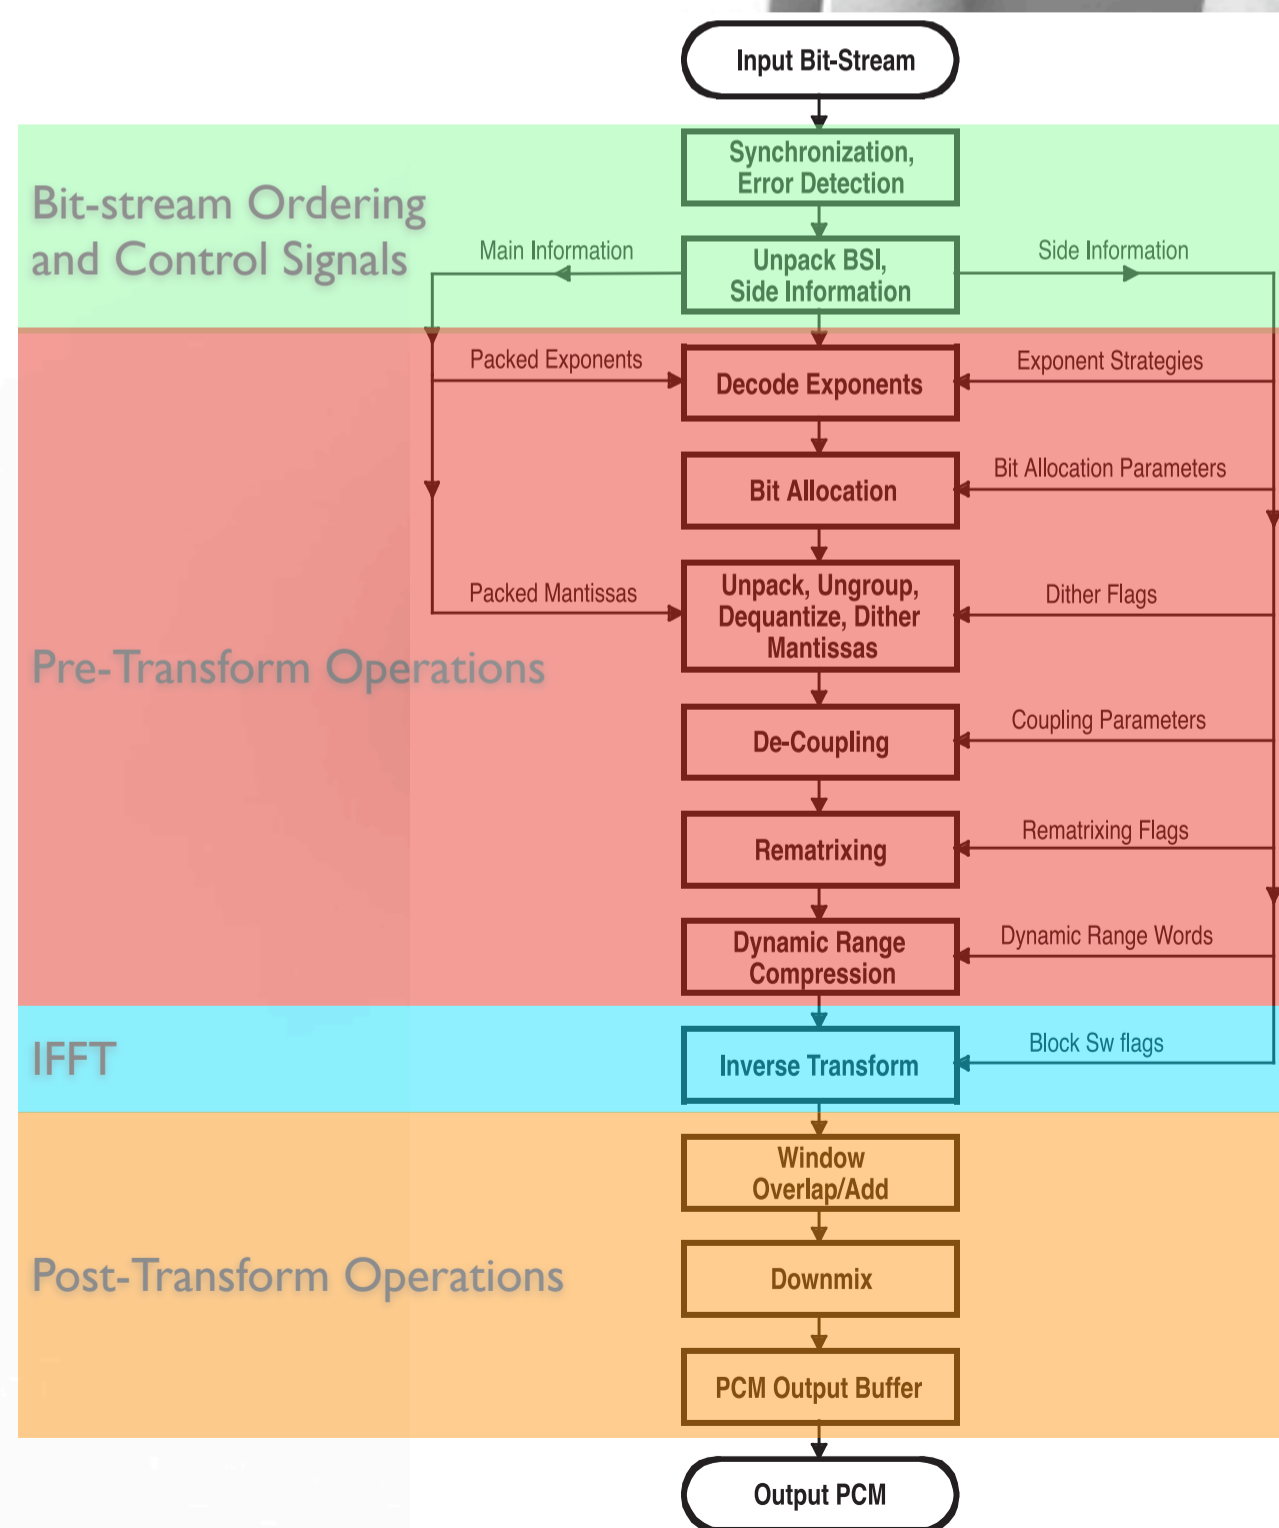 Input Bit-Stream
Synchronization,
Error Detection
Bit-stream Ordering
and Control Signals
Main Information
Unpack BSI,
Side Information
Side Information
Packed Exponents
Decode Exponents
Exponent Strategies
Bit Allocation
Bit Allocation Parameters
Packed Mantissas
Unpack, Ungroup,
Dequantize, Dither
Mantissas
Dither Flags
Pre-Transform Operations
De-Coupling
Coupling Parameters
Rematrixing
Rematrixing Flags
Dynamic Range
Compression
Dynamic Range Words
IFFT
Inverse Transform
Block Sw flags
Window
Overlap/Add
Post-Transform Operations
Downmix
PCM Output Buffer
Output PCM